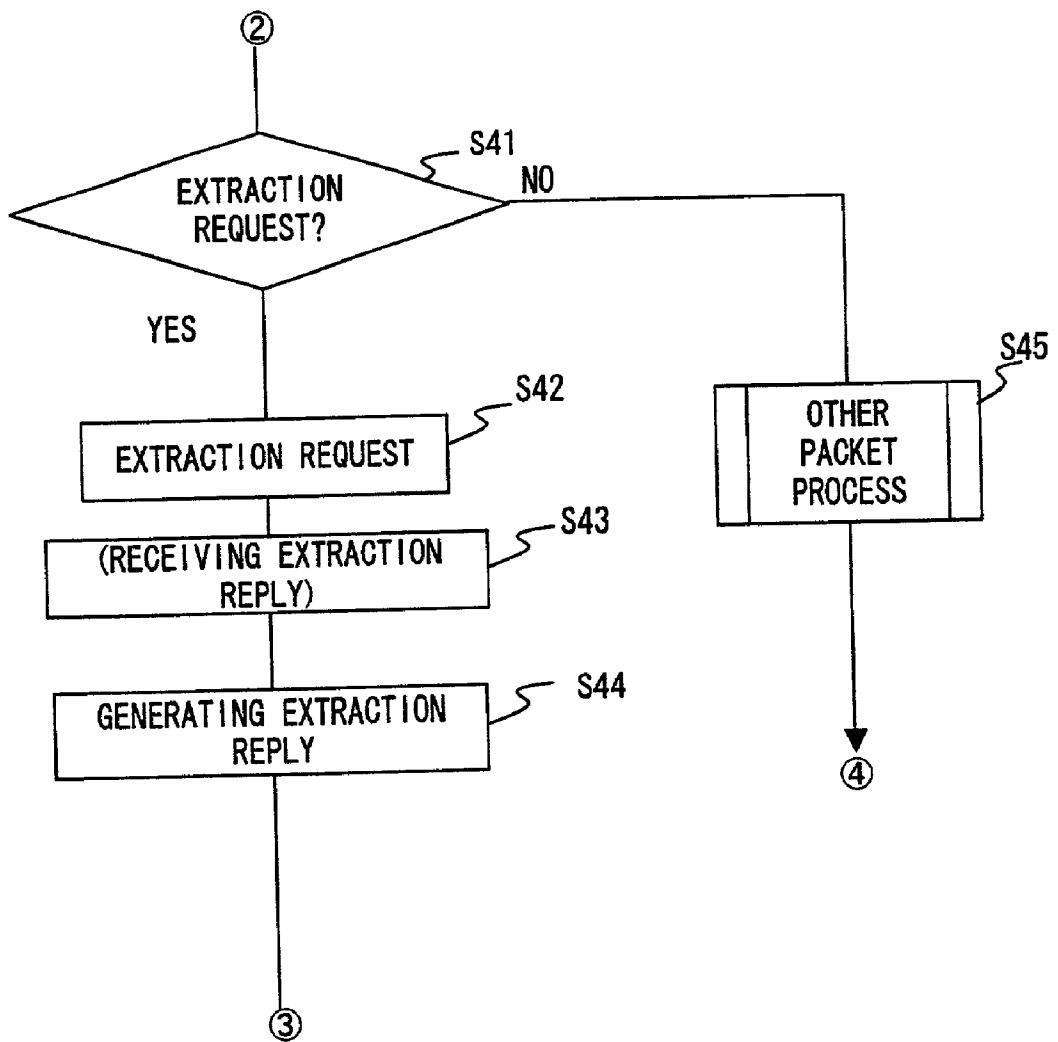 ②
S41
EXTRACTION
REQUEST?
NO
YES
S42
EXTRACTION REQUEST
S43
(RECEIVING EXTRACTION
REPLY)
S44
GENERATING EXTRACTION
REPLY
③
S45
OTHER
PACKET
PROCESS
④